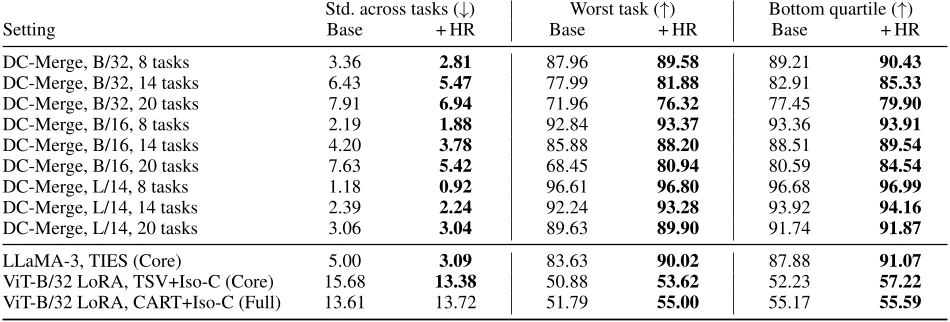 Std. across tasks (↓) Worst task (↑) Bottom quartile (↑)
Setting Base + HR Base + HR Base + HR
DC-Merge, B/32, 8 tasks 3.36 2.81 87.96 89.58 89.21 90.43
DC-Merge, B/32, 14 tasks 6.43 5.47 77.99 81.88 82.91 85.33
DC-Merge, B/32, 20 tasks 7.91 6.94 71.96 76.32 77.45 79.90
DC-Merge, B/16, 8 tasks 2.19 1.88 92.84 93.37 93.36 93.91
DC-Merge, B/16, 14 tasks 4.20 3.78 85.88 88.20 88.51 89.54
DC-Merge, B/16, 20 tasks 7.63 5.42 68.45 80.94 80.59 84.54
DC-Merge, L/14, 8 tasks 1.18 0.92 96.61 96.80 96.68 96.99
DC-Merge, L/14, 14 tasks 2.39 2.24 92.24 93.28 93.92 94.16
DC-Merge, L/14, 20 tasks 3.06 3.04 89.63 89.90 91.74 91.87
LLaMA-3, TIES (Core) 5.00 3.09 83.63 90.02 87.88 91.07
ViT-B/32 LoRA, TSV+Iso-C (Core) 15.68 13.38 50.88 53.62 52.23 57.22
ViT-B/32 LoRA, CART+Iso-C (Full) 13.61 13.72 51.79 55.00 55.17 55.59